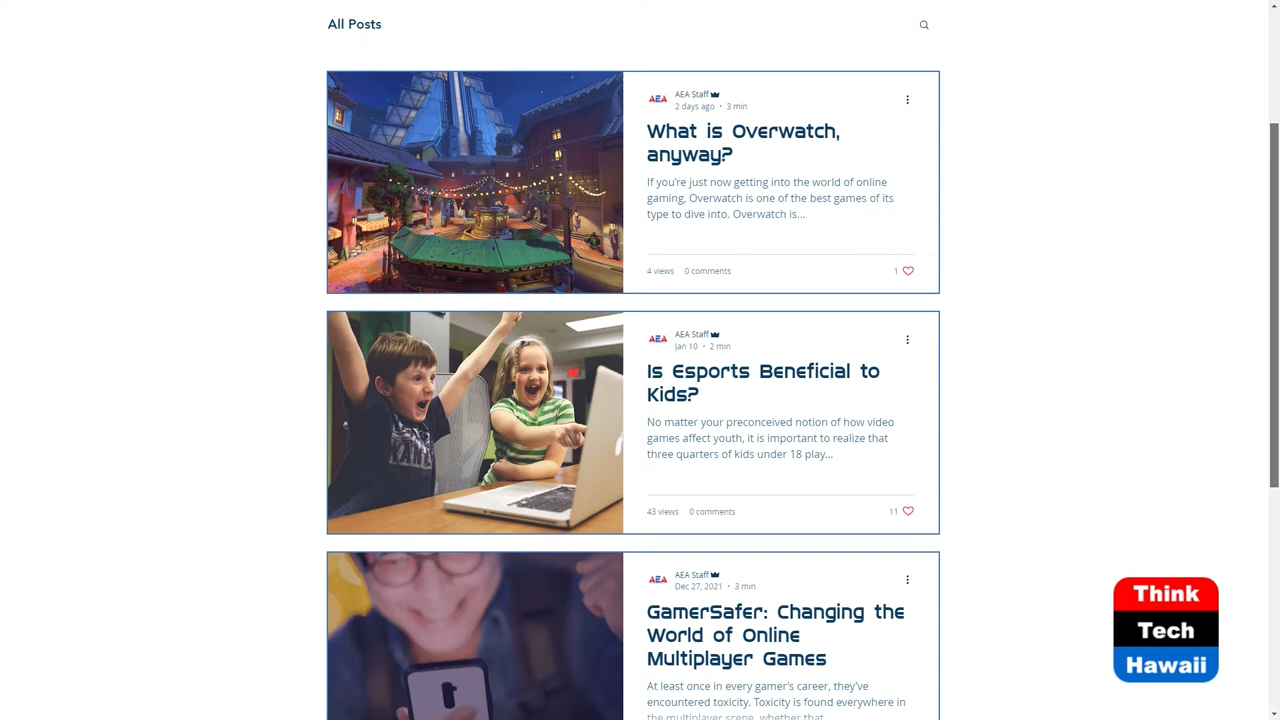 All Posts
AEA
AEA Staff
2 days ago · 3 min
What is Overwatch,
anyway?
If you're just now getting into the world of online
gaming, Overwatch is one of the best games of its
type to dive into. Overwatch is...
4 views 0 comments
1
AEA
AEA Staff
Jan 10 · 2 min
Is Esports Beneficial to
Kids?
No matter your preconceived notion of how video
games affect youth, it is important to realize that
three quarters of kids under 18 play...
43 views 0 comments
11
AEA
AEA Staff
Dec 27, 2021 · 3 min
GamerSafer: Changing the
World of Online
Multiplayer Games
At least once in every gamer's career, they've
encountered toxicity. Toxicity is found everywhere in
the multiplayer scene, whether that
Think
Tech
Hawaii